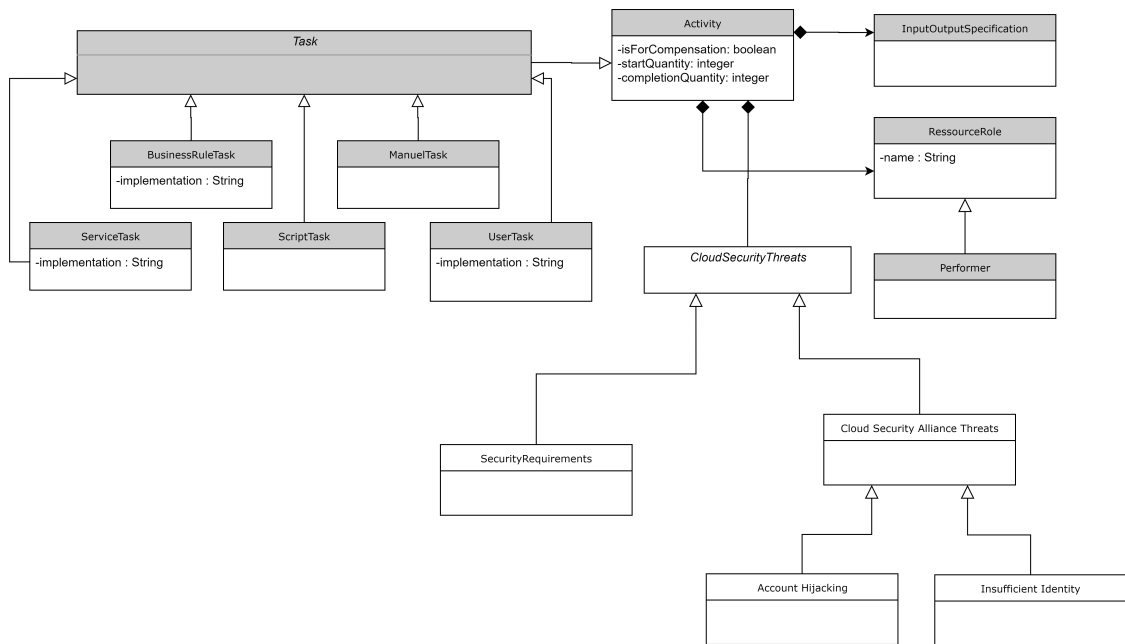 Task
Activity
-isForCompensation: boolean
-startQuantity: integer
-completionQuantity: integer
InputOutputSpecification
RessourceRole
-name : String
BusinessRuleTask
-implementation : String
ManuelTask
ServiceTask
-implementation : String
ScriptTask
UserTask
-implementation : String
CloudSecurityThreats
Performer
Cloud Security Alliance Threats
SecurityRequirements
Account Hijacking
Insufficient Identity